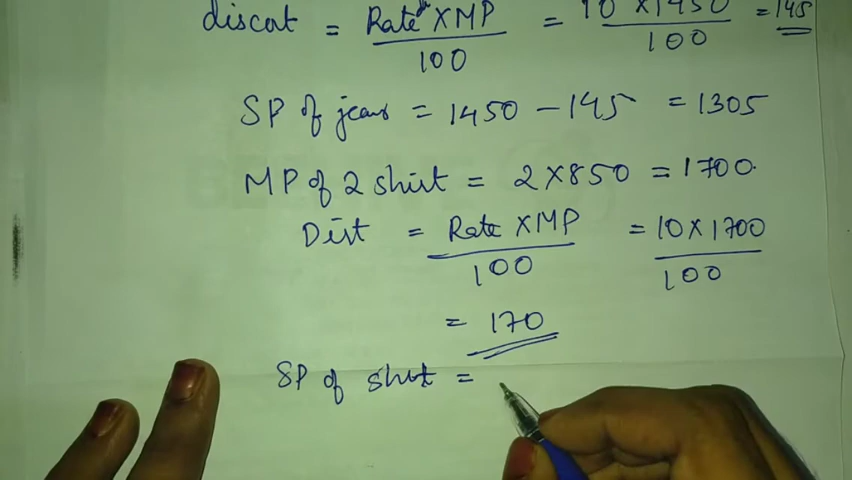 discot = Rate × MP / 100 = 10 × 1450 / 100 = 145
SP of jeans = 1450 - 145 = 1305
MP of 2 shirt = 2 × 850 = 1700.
Dist = Rate × MP / 100 = 10 × 1700 / 100
= 170
SP of shirt =